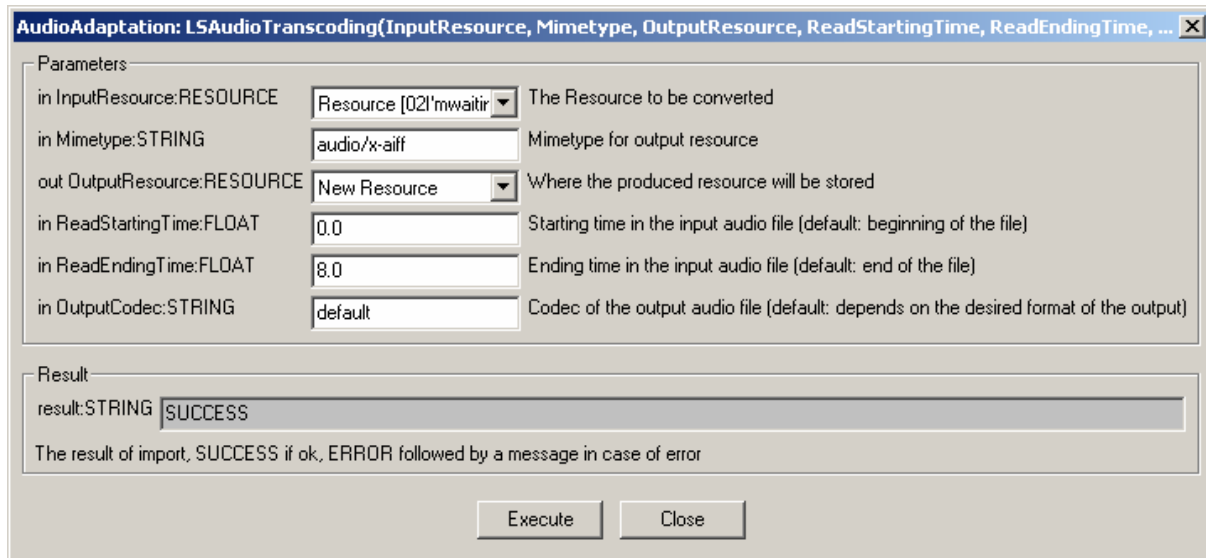 AudioAdaptation: LSAudioTranscoding(InputResource, Mimetype, OutputResource, ReadStartingTime, ReadEndingTime, ...
Parameters
in InputResource:RESOURCE Resource [02I'mwaitin The Resource to be converted
in Mimetype:STRING audio/x-aiff Mimetype for output resource
out OutputResource:RESOURCE New Resource Where the produced resource will be stored
in ReadStartingTime:FLOAT 0.0 Starting time in the input audio file (default: beginning of the file)
in ReadEndingTime:FLOAT 8.0 Ending time in the input audio file (default: end of the file)
in OutputCodec:STRING default Codec of the output audio file (default: depends on the desired format of the output)
Result
result:STRING SUCCESS
The result of import, SUCCESS if ok, ERROR followed by a message in case of error
Execute Close